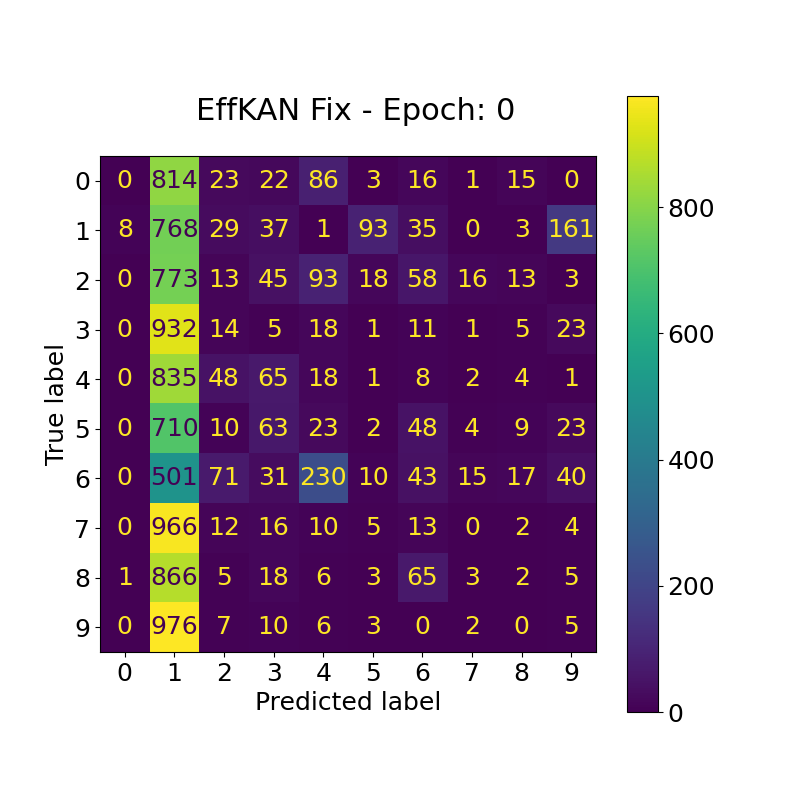 EffKAN Fix - Epoch: 0
0 0 814 23 22 86 3 16 1 15 0
1 8 768 29 37 1 93 35 0 3 161
2 0 773 13 45 93 18 58 16 13 3
3 0 932 14 5 18 1 11 1 5 23
4 0 835 48 65 18 1 8 2 4 1
5 0 710 10 63 23 2 48 4 9 23
6 0 501 71 31 230 10 43 15 17 40
7 0 966 12 16 10 5 13 0 2 4
8 1 866 5 18 6 3 65 3 2 5
9 0 976 7 10 6 3 0 2 0 5
0 1 2 3 4 5 6 7 8 9
Predicted label
True label
800
600
400
200
0